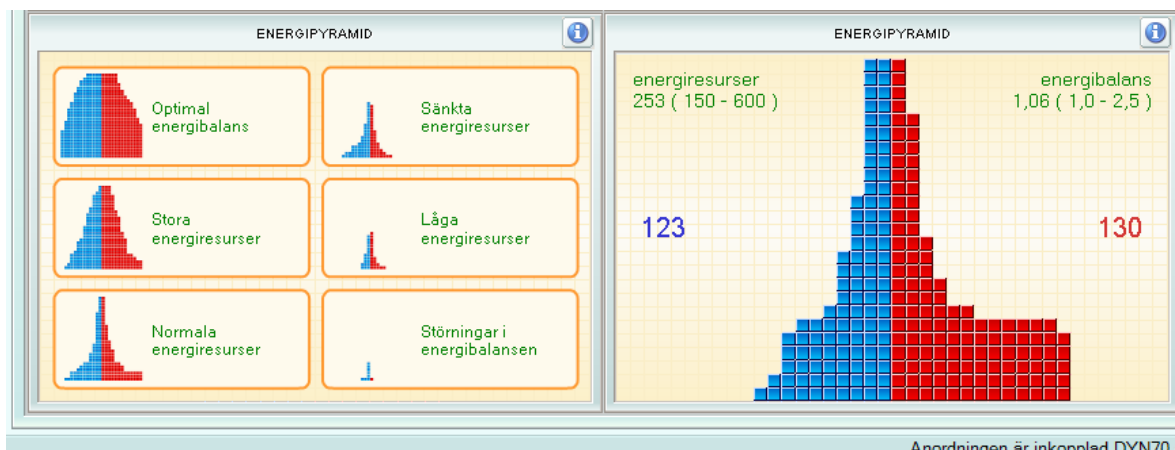 ENERGIPYRAMID
Optimal
energibalans
Sänkta
energiresurser
Stora
energiresurser
Låga
energiresurser
Normala
energiresurser
Störningar i
energibalansen
ENERGIPYRAMID
energiresurser
253 ( 150 - 600 )
energibalans
1,06 ( 1,0 - 2,5 )
123
130
Anordningen är inkopplad DYN70